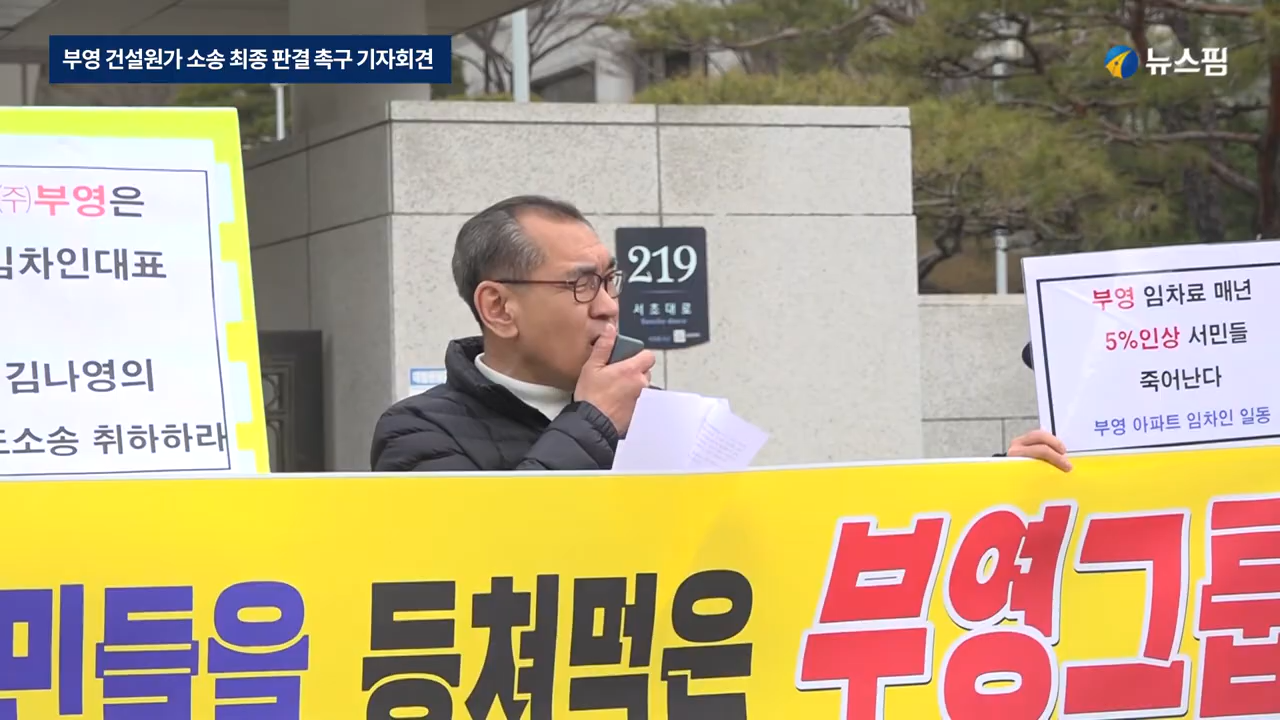 부영 건설원가 소송 최종 판결 촉구 기자회견
뉴스핌
㈜부영은
임차인대표
김나영의
소송 취하하라
219
서초대로
부영 임차료 매년
5%인상 서민들
죽어난다
부영 아파트 임차인 일동
민들을 등쳐먹은 부영그룹